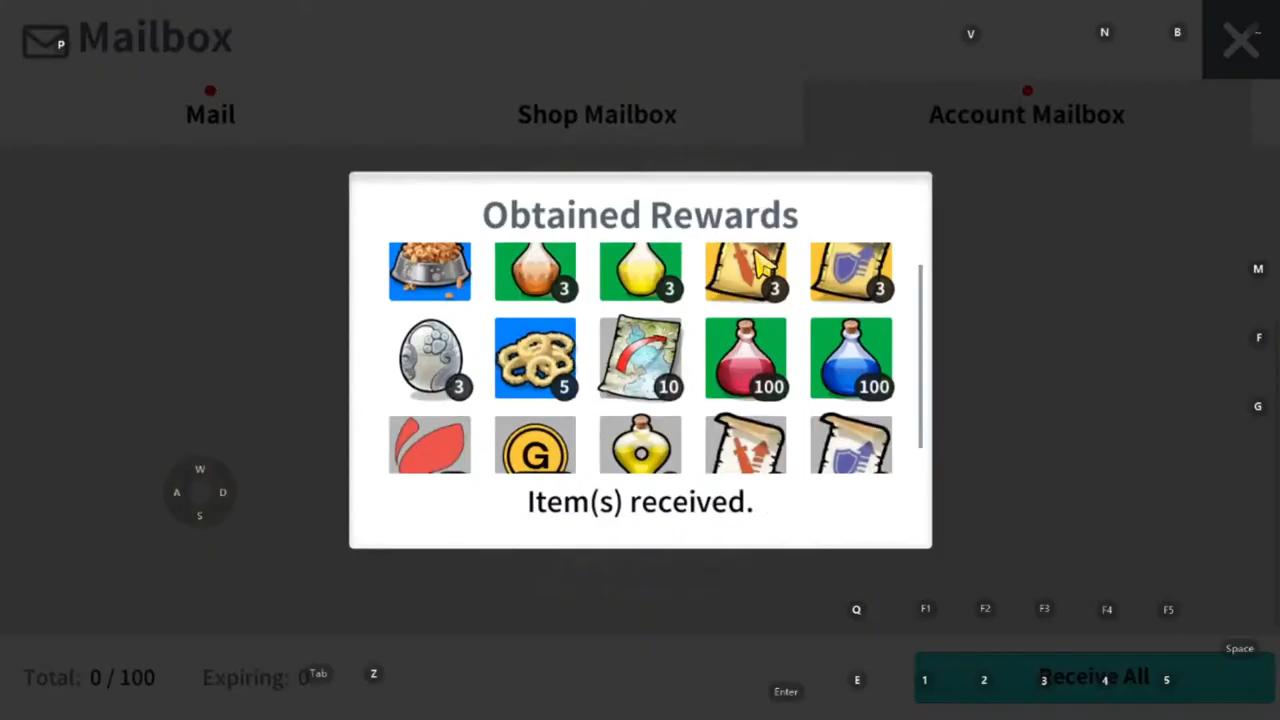 P Mailbox V N B ~
Mail Shop Mailbox Account Mailbox
Obtained Rewards
3 3 3 3
M
F
3 5 10 100 100
G
G
W
A D
S
Item(s) received.
Q F1 F2 F3 F4 F5
Space
Total: 0 / 100 Expiring: 0 Tab Z Receive All
Enter E 1 2 3 4 5